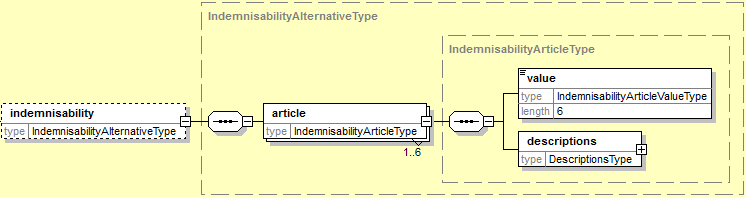 IndemnisabilityAlternativeType
IndemnisabilityArticleType
indemnisability
type IndemnisabilityAlternativeType
article
type IndemnisabilityArticleType
1..6
value
type IndemnisabilityArticleValueType
length 6
descriptions
type DescriptionsType